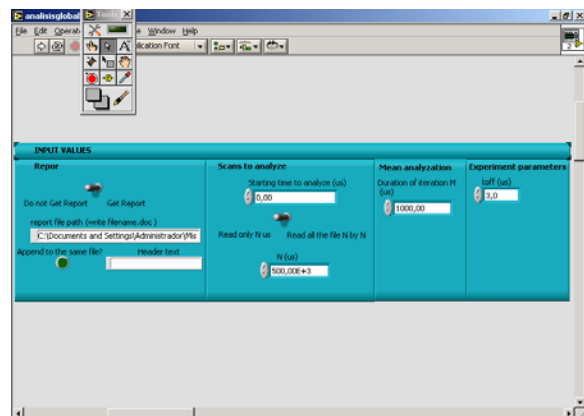 analisisglobal
Tools
File Edit Operat e Window Help
lication Font
2
INPUT VALUES
Repor
Do not Get Report Get Report
report file path (write filename.doc )
C:\Documents and Settings\Administrador\Mis
Append to the same file? Header text
Scans to analyze
Starting time to analyze (us)
0,00
Read only N us Read all the file N by N
N (us)
500,00E+3
Mean analyzation
Duration of iteration M
(us)
1000,00
Experiment parameters
toff (us)
3,0